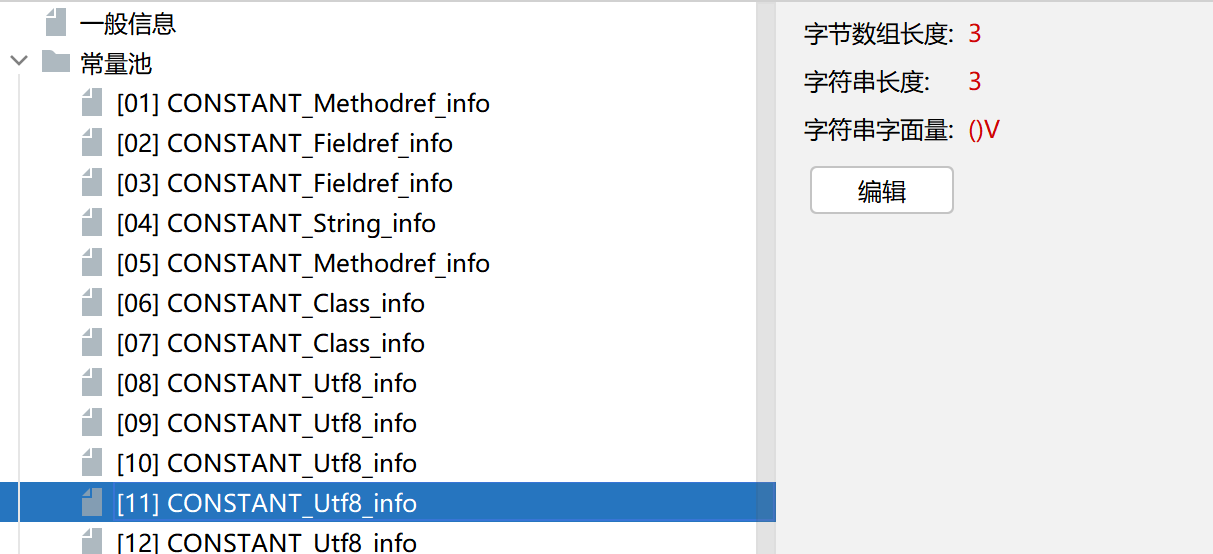 一般信息
常量池
[01] CONSTANT_Methodref_info
[02] CONSTANT_Fieldref_info
[03] CONSTANT_Fieldref_info
[04] CONSTANT_String_info
[05] CONSTANT_Methodref_info
[06] CONSTANT_Class_info
[07] CONSTANT_Class_info
[08] CONSTANT_Utf8_info
[09] CONSTANT_Utf8_info
[10] CONSTANT_Utf8_info
[11] CONSTANT_Utf8_info
[12] CONSTANT_Utf8_info
字节数组长度: 3
字符串长度: 3
字符串字面量: ()V
编辑